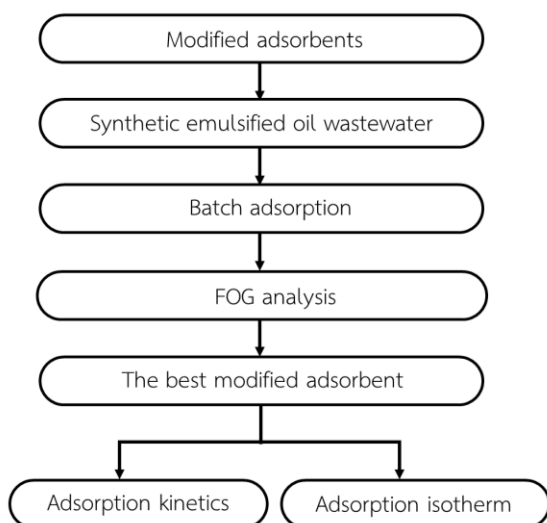 Modified adsorbents
Synthetic emulsified oil wastewater
Batch adsorption
FOG analysis
The best modified adsorbent
Adsorption kinetics
Adsorption isotherm